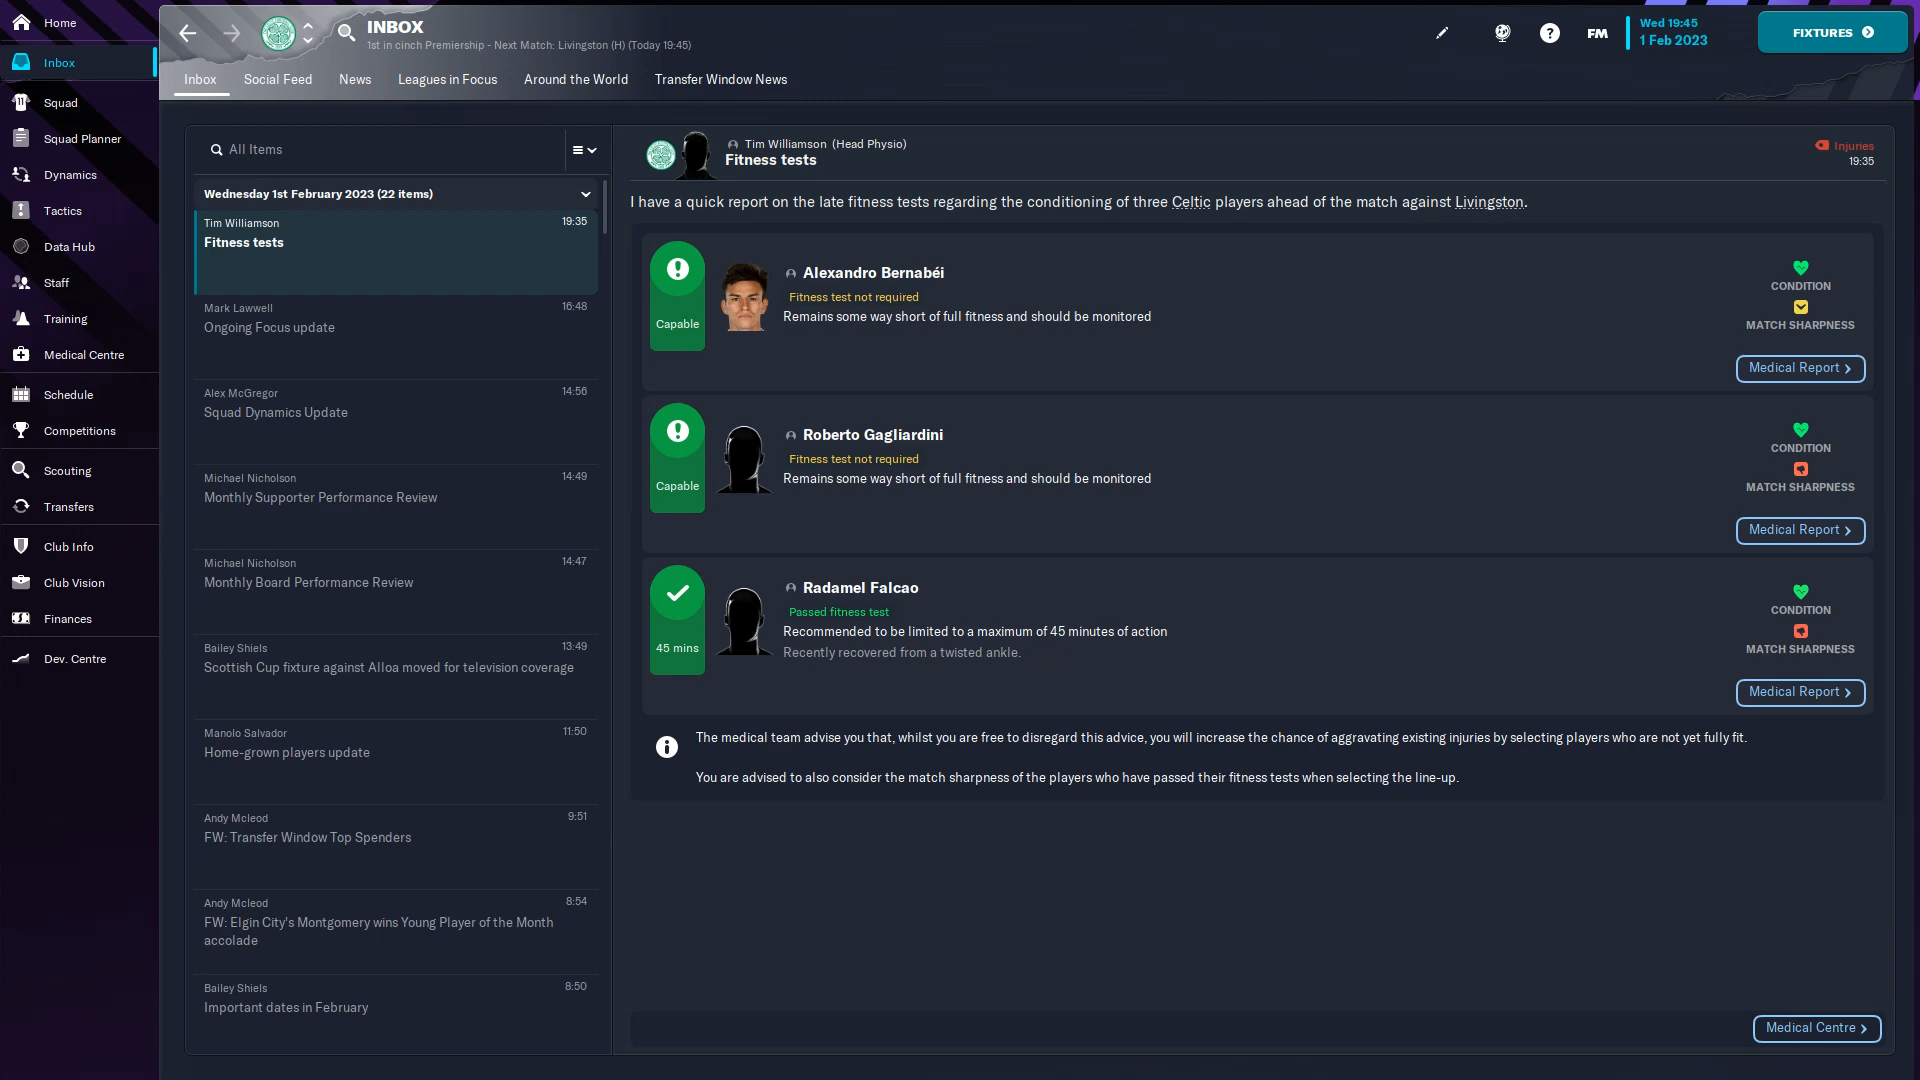 Home
Inbox
Squad
Squad Planner
Dynamics
Tactics
Data Hub
Staff
Training
Medical Centre
Schedule
Competitions
Scouting
Transfers
Club Info
Club Vision
Finances
Dev. Centre
INBOX
1st in cinch Premiership - Next Match: Livingston (H) (Today 19:45)
FM
Wed 19:45
1 Feb 2023
FIXTURES
Inbox Social Feed News Leagues in Focus Around the World Transfer Window News
All Items
Wednesday 1st February 2023 (22 items)
Tim Williamson 19:35
Fitness tests
Mark Lawwell 16:48
Ongoing Focus update
Alex McGregor 14:56
Squad Dynamics Update
Michael Nicholson 14:49
Monthly Supporter Performance Review
Michael Nicholson 14:47
Monthly Board Performance Review
Bailey Shiels 13:49
Scottish Cup fixture against Alloa moved for television coverage
Manolo Salvador 11:50
Home-grown players update
Andy Mcleod 9:51
FW: Transfer Window Top Spenders
Andy Mcleod 8:54
FW: Elgin City's Montgomery wins Young Player of the Month
accolade
Bailey Shiels 8:50
Important dates in February
Tim Williamson (Head Physio)
Fitness tests
Injuries
19:35
I have a quick report on the late fitness tests regarding the conditioning of three Celtic players ahead of the match against Livingston.
Capable
Alexandro Bernabéi
Fitness test not required
Remains some way short of full fitness and should be monitored
CONDITION
MATCH SHARPNESS
Medical Report
Capable
Roberto Gagliardini
Fitness test not required
Remains some way short of full fitness and should be monitored
CONDITION
MATCH SHARPNESS
Medical Report
45 mins
Radamel Falcao
Passed fitness test
Recommended to be limited to a maximum of 45 minutes of action
Recently recovered from a twisted ankle.
CONDITION
MATCH SHARPNESS
Medical Report
The medical team advise you that, whilst you are free to disregard this advice, you will increase the chance of aggravating existing injuries by selecting players who are not yet fully fit.
You are advised to also consider the match sharpness of the players who have passed their fitness tests when selecting the line-up.
Medical Centre